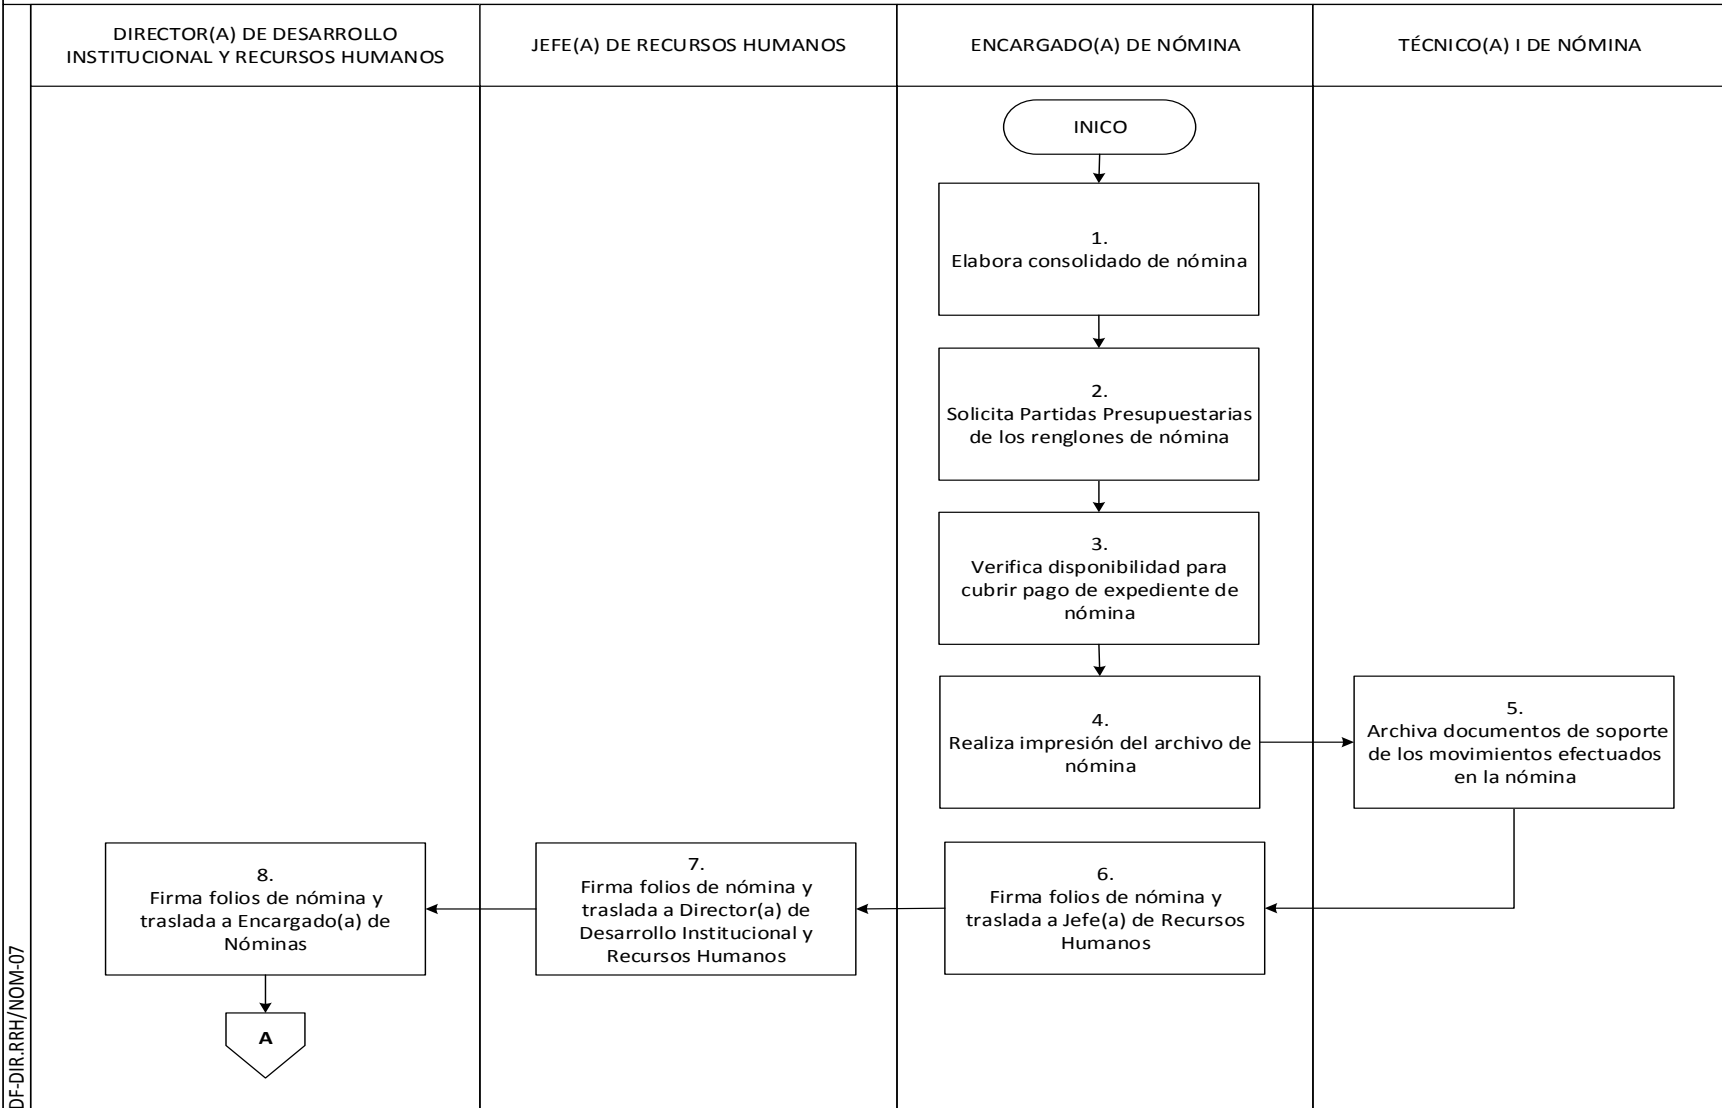 DIRECTOR(A) DE DESARROLLO
INSTITUCIONAL Y RECURSOS HUMANOS
JEFE(A) DE RECURSOS HUMANOS
ENCARGADO(A) DE NÓMINA
TÉCNICO(A) I DE NÓMINA
INICO
1.
Elabora consolidado de nómina
2.
Solicita Partidas Presupuestarias
de los renglones de nómina
3.
Verifica disponibilidad para
cubrir pago de expediente de
nómina
4.
Realiza impresión del archivo de
nómina
5.
Archiva documentos de soporte
de los movimientos efectuados
en la nómina
6.
Firma folios de nómina y
traslada a Jefe(a) de Recursos
Humanos
7.
Firma folios de nómina y
traslada a Director(a) de
Desarrollo Institucional y
Recursos Humanos
8.
Firma folios de nómina y
traslada a Encargado(a) de
Nóminas
A
DF-DIR.RRH/NOM-07